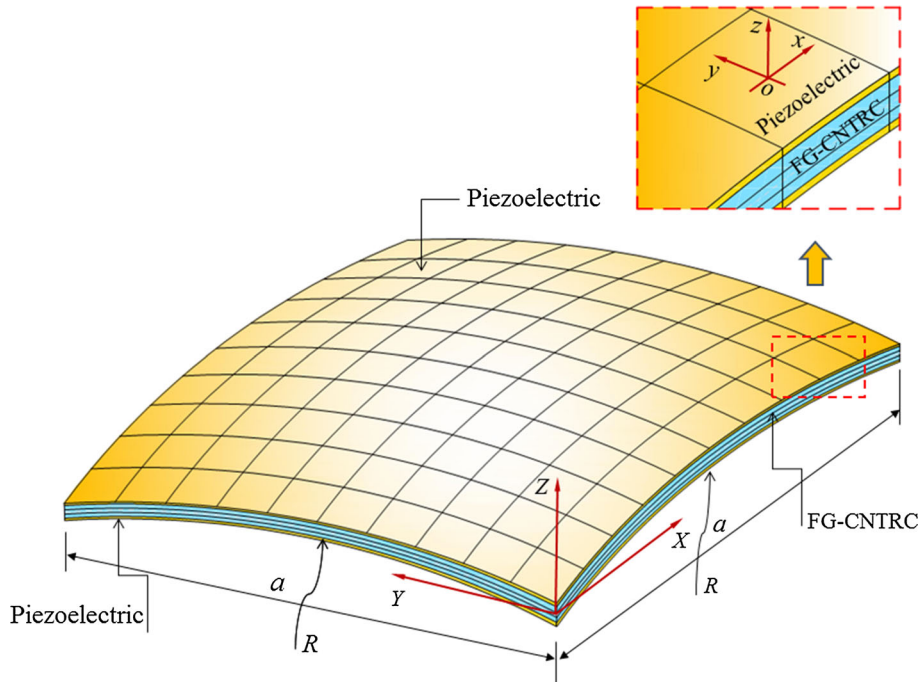 z
x
y
o
Piezoelectric
FG-CNTRC
Piezoelectric
Z
X
a
FG-CNTRC
R
Y
a
Piezoelectric
R